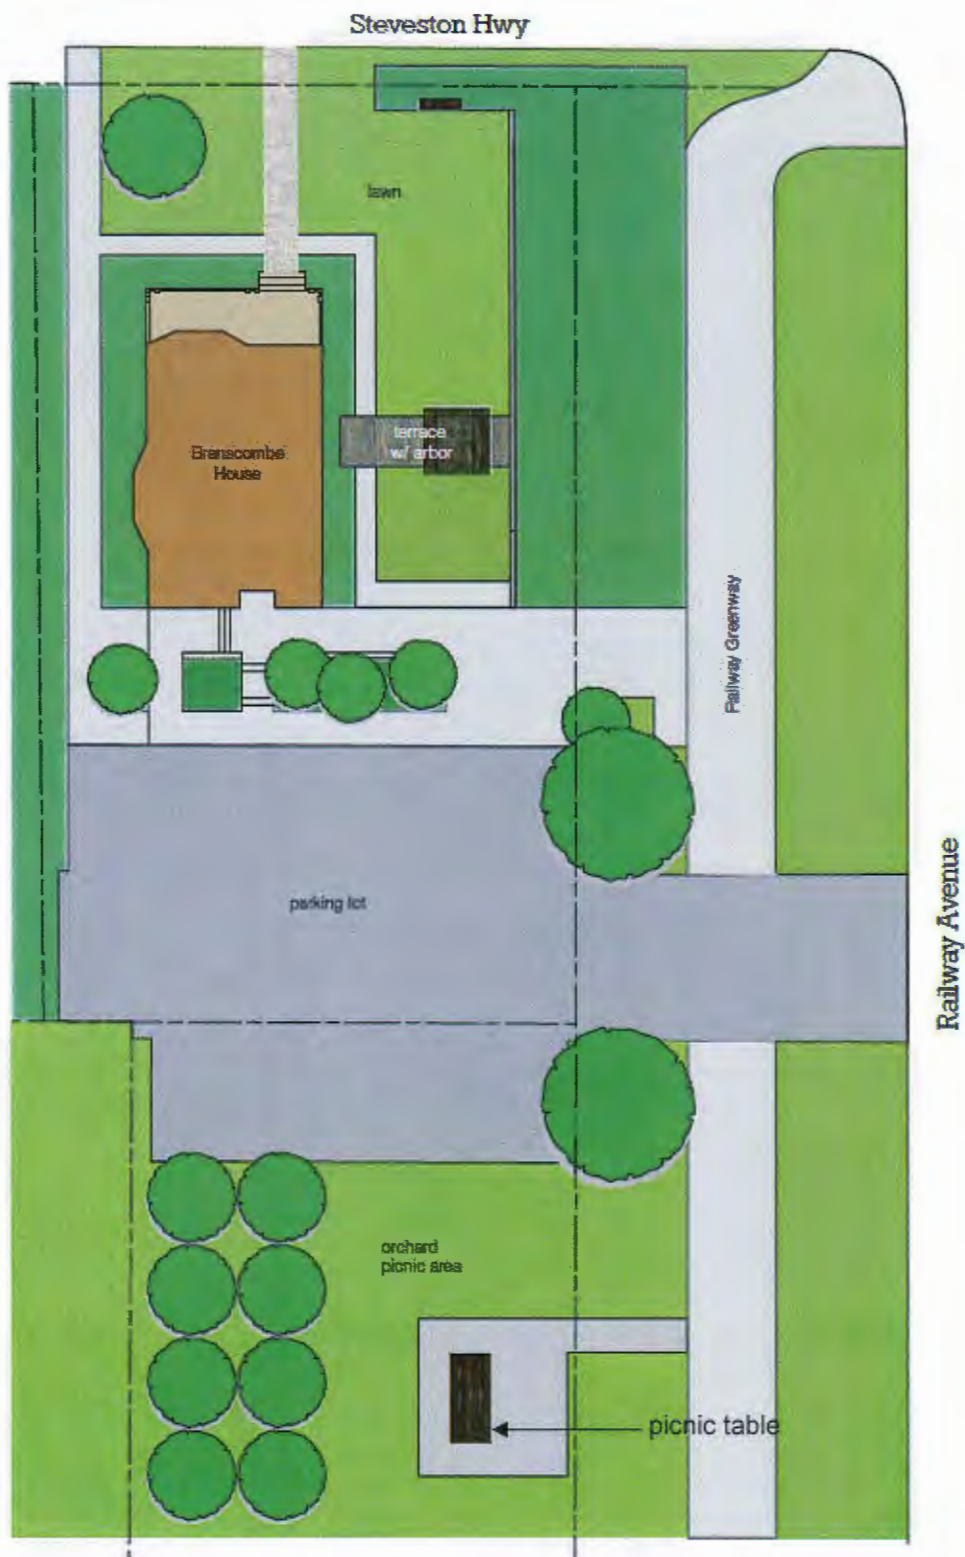 Steveston Hwy
lawn
terrace
w/ arbor
Branscombe
House
Railway Greenway
parking lot
Railway Avenue
orchard
picnic area
picnic table